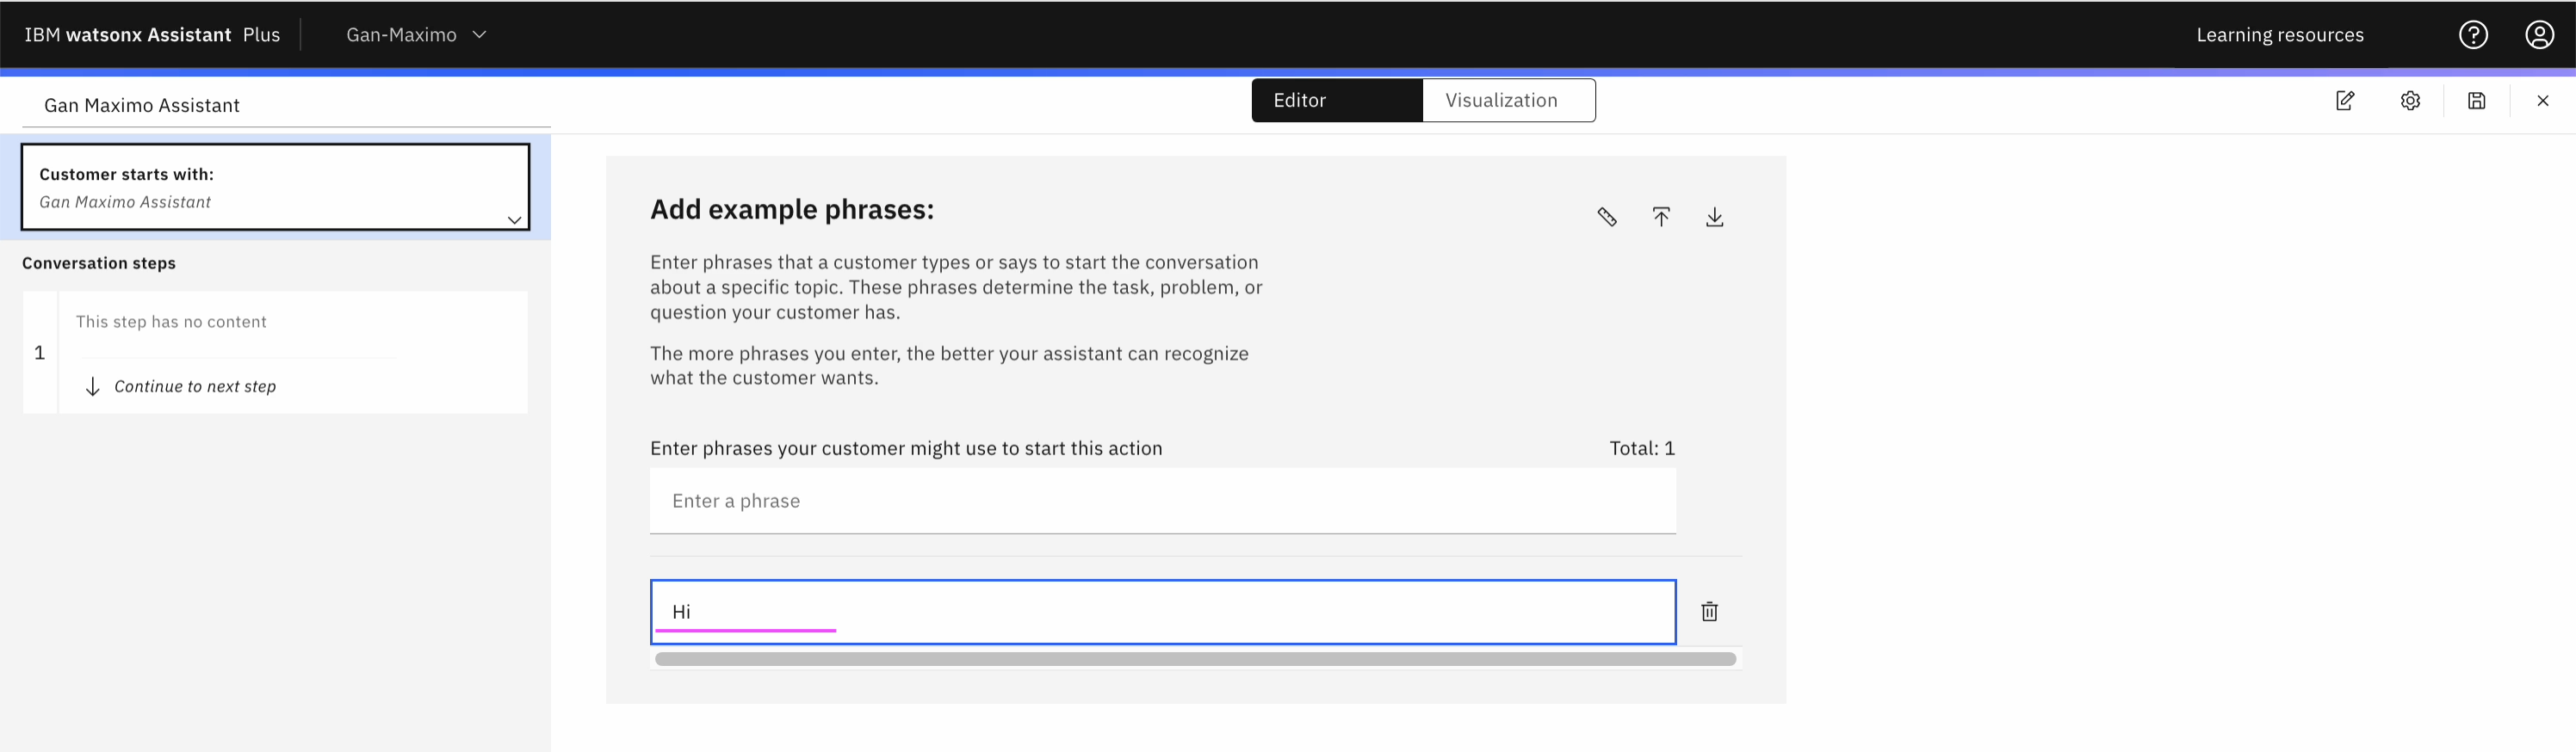 IBM watsonx Assistant Plus
Gan-Maximo
Learning resources
Gan Maximo Assistant
Editor
Visualization
Customer starts with:
Gan Maximo Assistant
Conversation steps
1
This step has no content
Continue to next step
Add example phrases:
Enter phrases that a customer types or says to start the conversation
about a specific topic. These phrases determine the task, problem, or
question your customer has.
The more phrases you enter, the better your assistant can recognize
what the customer wants.
Enter phrases your customer might use to start this action
Total: 1
Enter a phrase
Hi